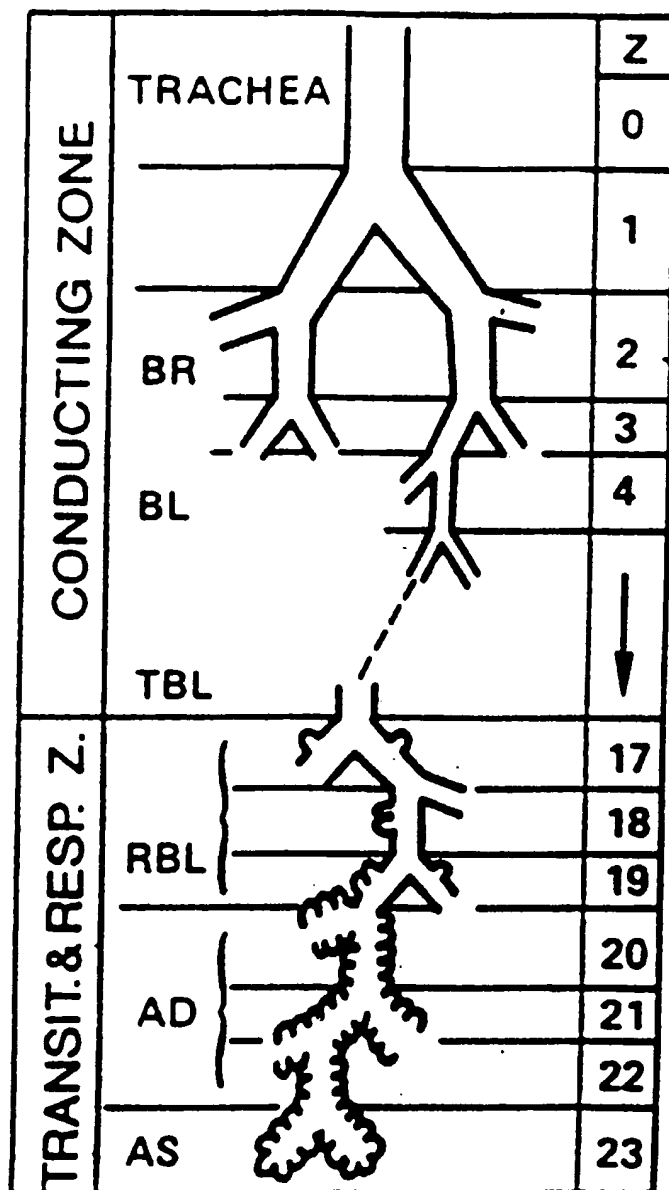 CONDUCTING ZONE
TRANSIT.& RESP. Z.
TRACHEA
BR
BL
TBL
RBL
AD
AS
Z
0
1
2
3
4
17
18
19
20
21
22
23